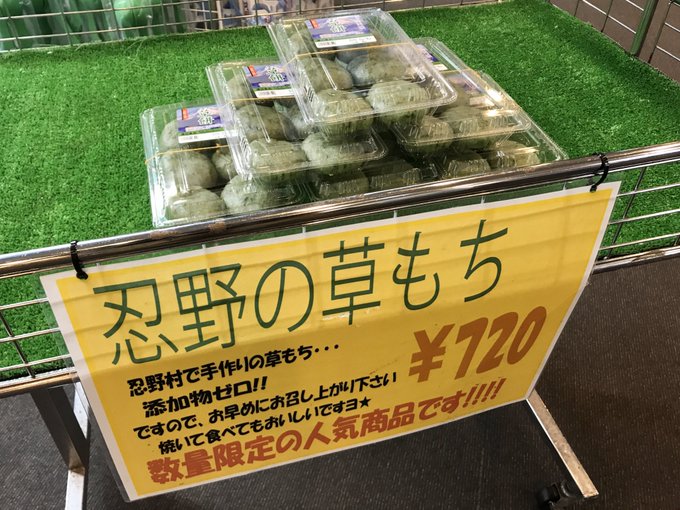 草餅
忍野の草もち
¥720
忍野村で手作りの草もち・・・
添加物ゼロ!!
ですので、お早めにお召し上がり下さい
焼いて食べてもおいしいですヨ★
数量限定の人気商品です!!!!